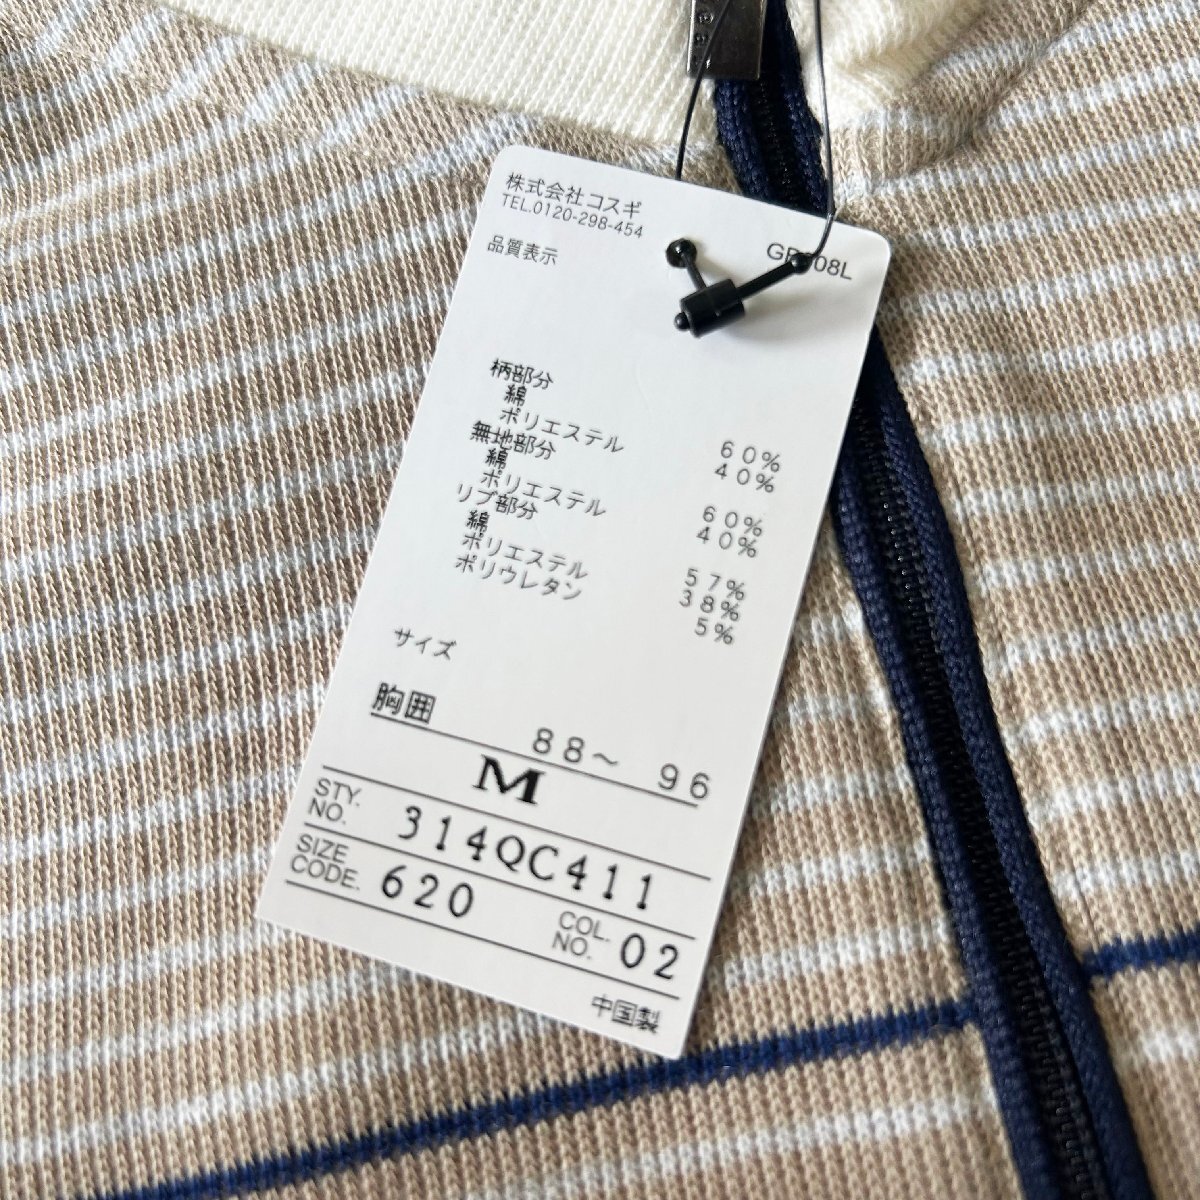 株式会社コスギ
TEL.0120-298-454
品質表示
柄部分
綿 60%
ポリエステル 40%
無地部分
綿 60%
ポリエステル 40%
リブ部分
綿 57%
ポリエステル 38%
ポリウレタン 5%
サイズ
胸囲
88～ 96
M
STY. NO. 314QC411
SIZE CODE. 620 COL. NO. 02
中国製